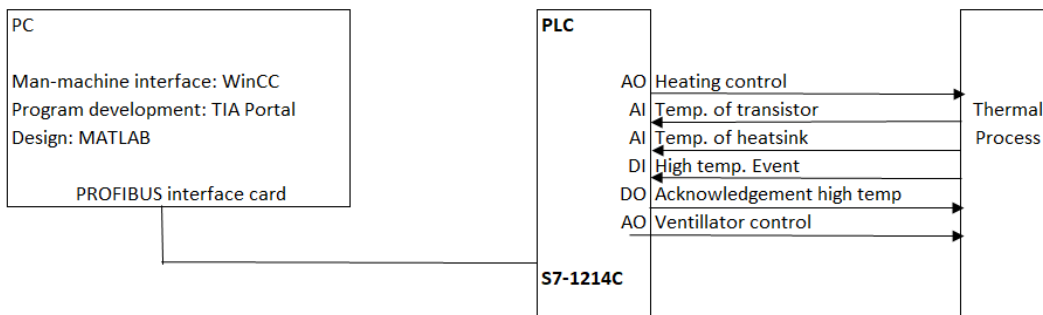 PC
Man-machine interface: WinCC
Program development: TIA Portal
Design: MATLAB
PROFIBUS interface card
PLC
AO Heating control
AI Temp. of transistor
AI Temp. of heatsink
DI High temp. Event
DO Acknowledgement high temp
AO Ventillator control
S7-1214C
Thermal
Process